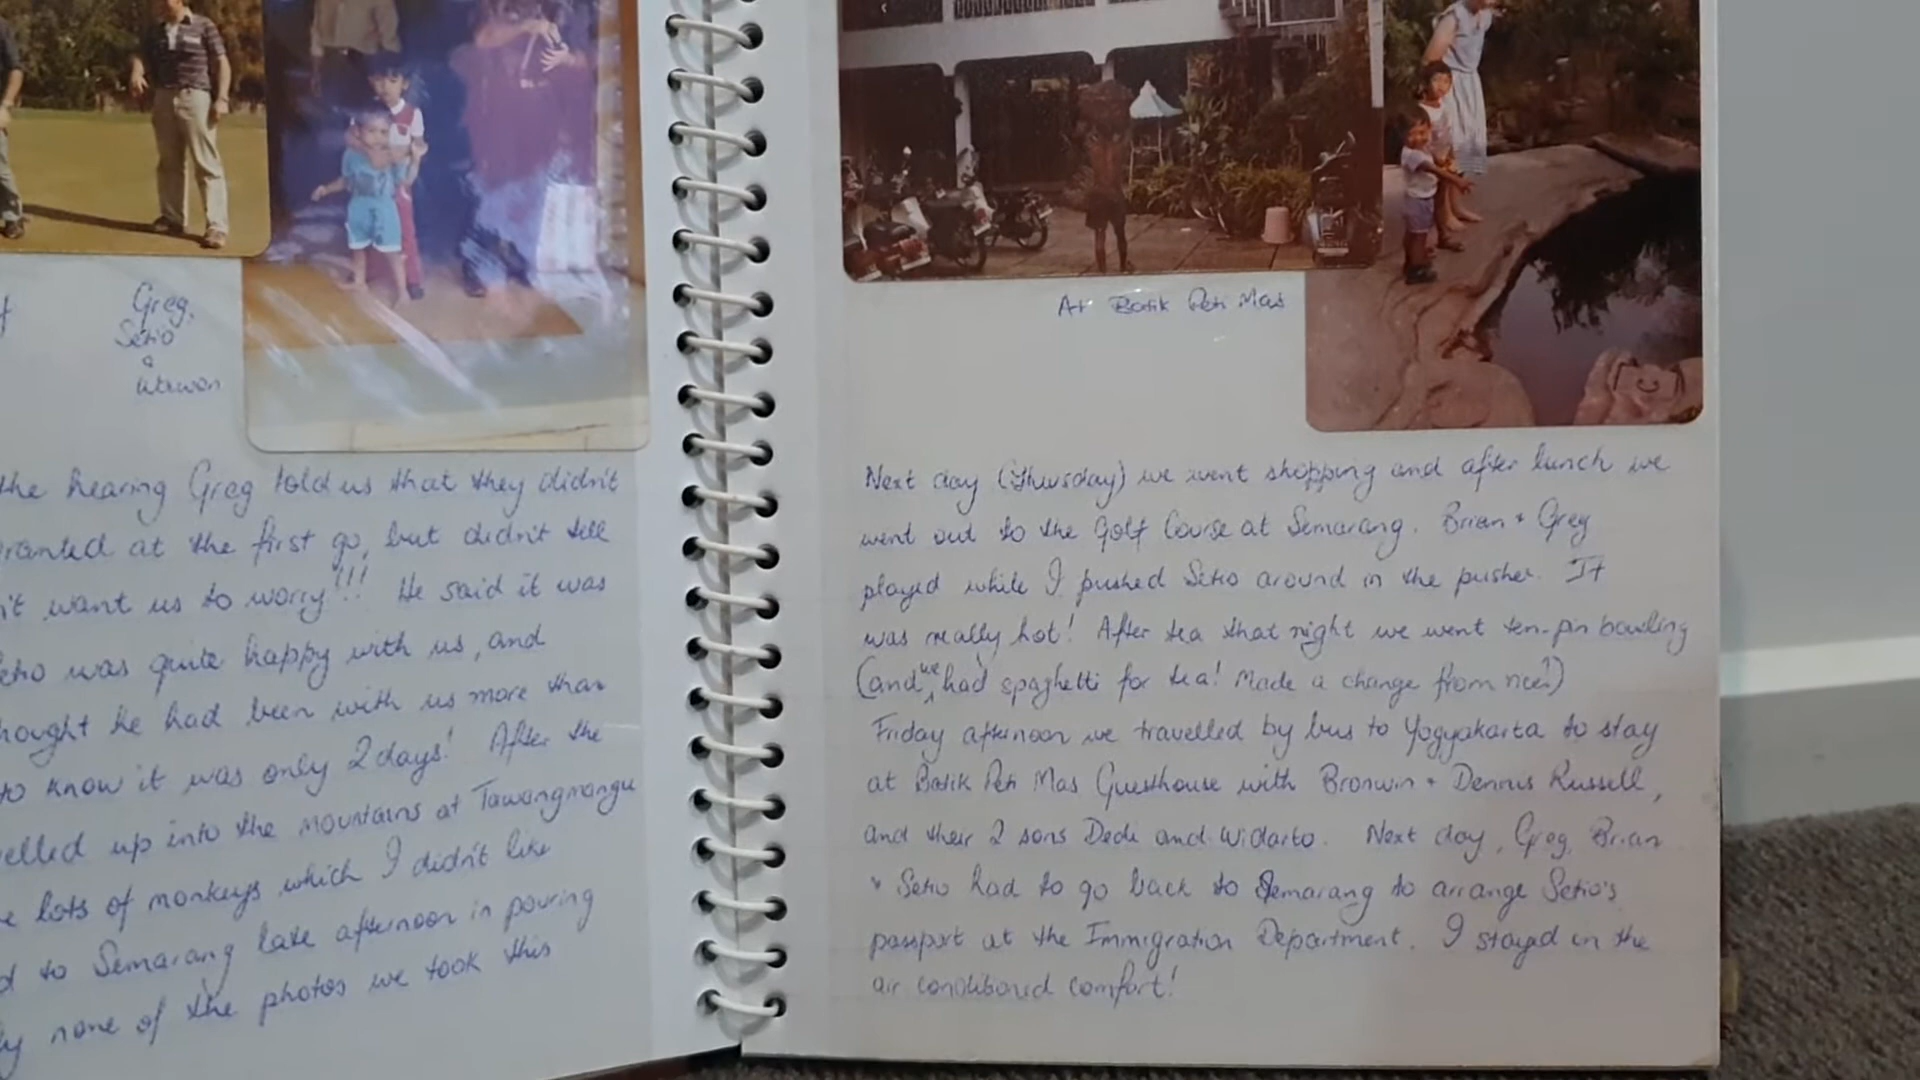 Greg,
Setio
&
the hearing Greg told us that they didn't
granted at the first go, but didn't tell
n't want us to worry!!! He said it was
Setio was quite happy with us, and
thought he had been with us more than
to know it was only 2 days! After the
velled up into the mountains at Tawangmangu
e lots of monkeys which I didn't like
d to Semarang late afternoon in pouring
ly none of the photos we took this
At Batik Peti Mas
Next day (Thursday) we went shopping and after lunch we
went out to the Golf Course at Semarang. Brian & Greg
played while I pushed Setio around in the pusher. It
was really hot! After tea that night we went ten-pin bowling
(and we had spaghetti for tea! Made a change from rice!)
Friday afternoon we travelled by bus to Yogyakarta to stay
at Batik Peti Mas Guesthouse with Bronwin & Dennis Russell,
and their 2 sons Dedi and Widarto. Next day, Greg, Brian
& Setio had to go back to Semarang to arrange Setio's
passport at the Immigration Department. I stayed in the
air conditioned comfort!